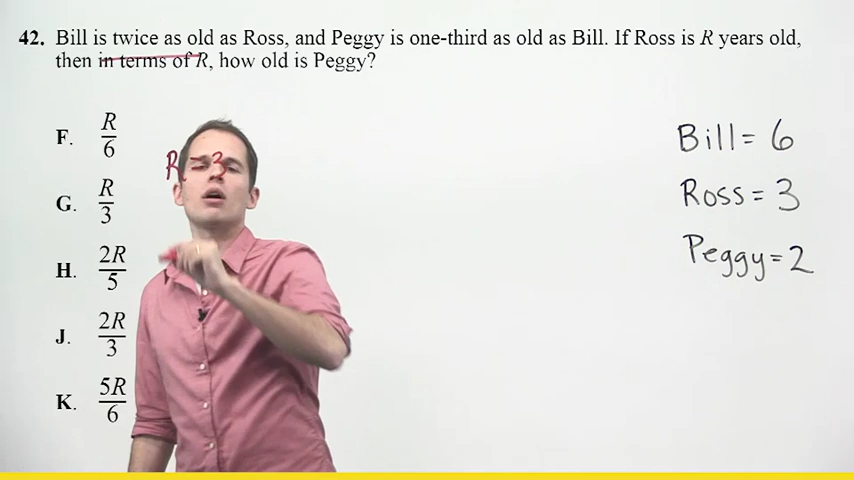 42. Bill is twice as old as Ross, and Peggy is one-third as old as Bill. If Ross is R years old,
then in terms of R, how old is Peggy?
F. R/6
G. R/3
H. 2R/5
J. 2R/3
K. 5R/6
R = 3
Bill = 6
Ross = 3
Peggy = 2